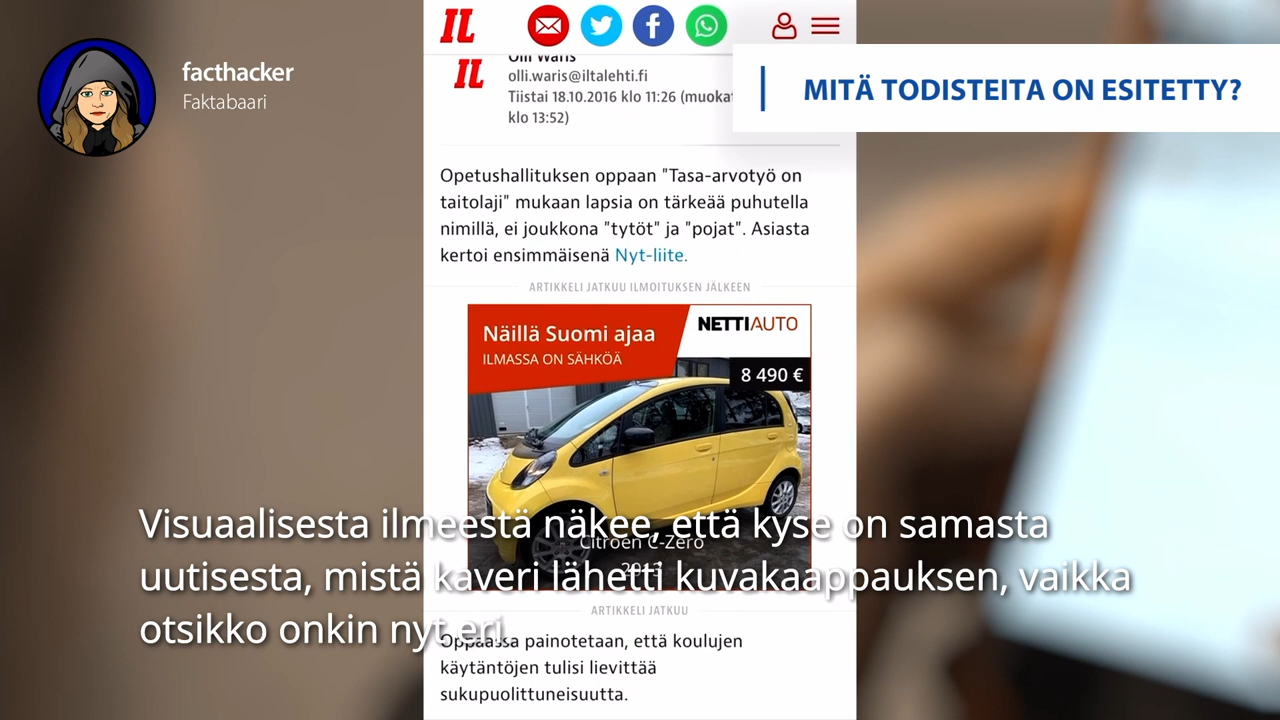 facthacker
Faktabaari
IL
MITÄ TODISTEITA ON ESITETTY?
IL
Olli Waris
olli.waris@iltalehti.fi
Tiistai 18.10.2016 klo 11:26 (muokat
klo 13:52)
Opetushallituksen oppaan "Tasa-arvotyö on
taitolaji" mukaan lapsia on tärkeää puhutella
nimillä, ei joukkona "tytöt" ja "pojat". Asiasta
kertoi ensimmäisenä Nyt-liite.
ARTIKKELI JATKUU ILMOITUKSEN JÄLKEEN
Näillä Suomi ajaa
ILMASSA ON SÄHKÖÄ
NETTIAUTO
8 490 €
Citroen C-Zero
Visuaalisesta ilmeestä näkee, että kyse on samasta
uutisesta, mistä kaveri lähetti kuvakaappauksen, vaikka
otsikko onkin nyt eri
ARTIKKELI JATKUU
Oppaassa painotetaan, että koulujen
käytäntöjen tulisi lievittää
sukupuolittuneisuutta.